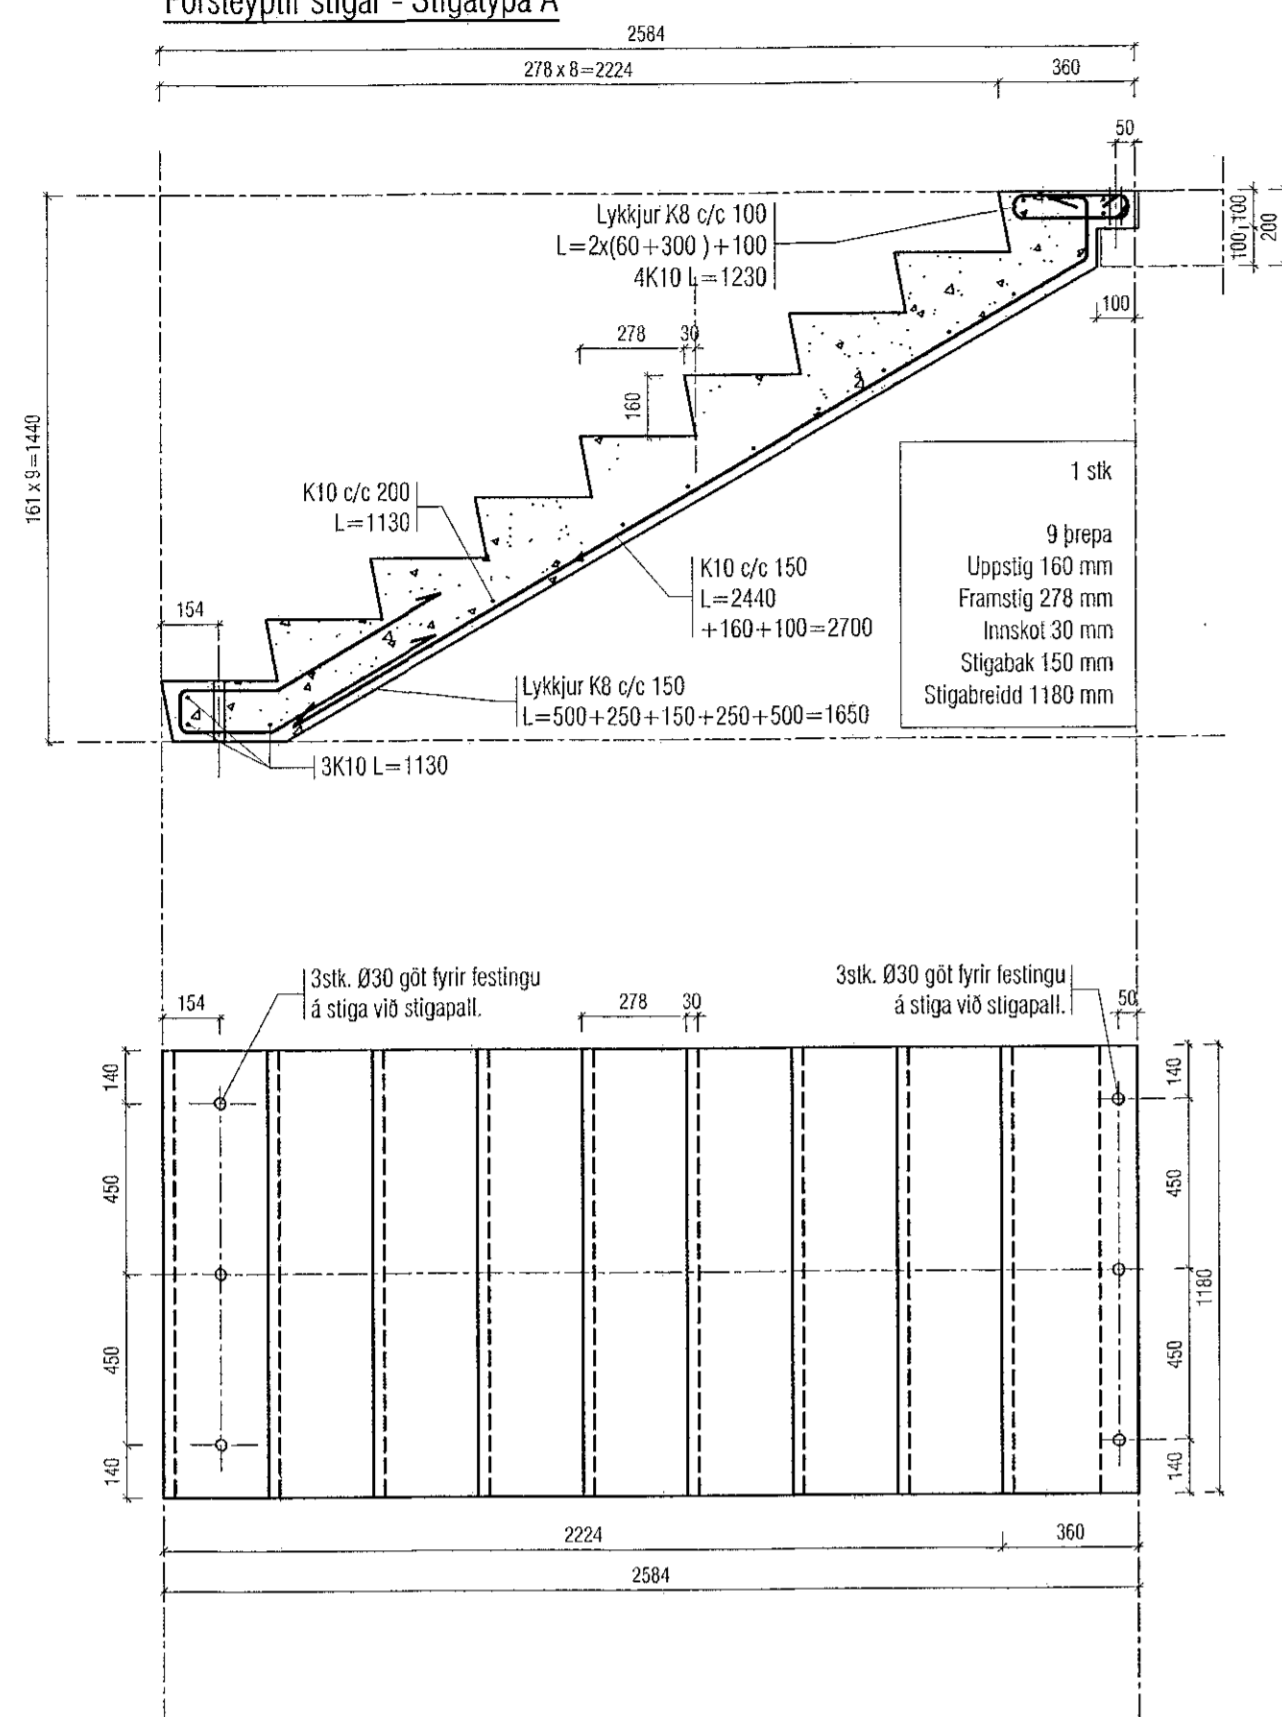 Forsteyptir stigar - Stigatýpa A
2584
278 x 8=2224
360
50
Lykkjur K8 c/c 100
L=2x(60+300 )+100
4K10 L=1230
100
100
200
100
278
30
160
161 x 9=1440
K10 c/c 200
L=1130
1 stk
9 þrepa
Uppstig 160 mm
Framstig 278 mm
Innskot 30 mm
Stigabak 150 mm
Stigabreidd 1180 mm
K10 c/c 150
L=2440
+160+100=2700
154
Lykkjur K8 c/c 150
L=500+250+150+250+500=1650
3K10 L=1130
3stk. Ø30 göt fyrir festingu
á stiga við stigapall.
3stk. Ø30 göt fyrir festingu
á stiga við stigapall.
154
278
30
50
140
450
450
140
140
450
450
140
1180
2224
360
2584